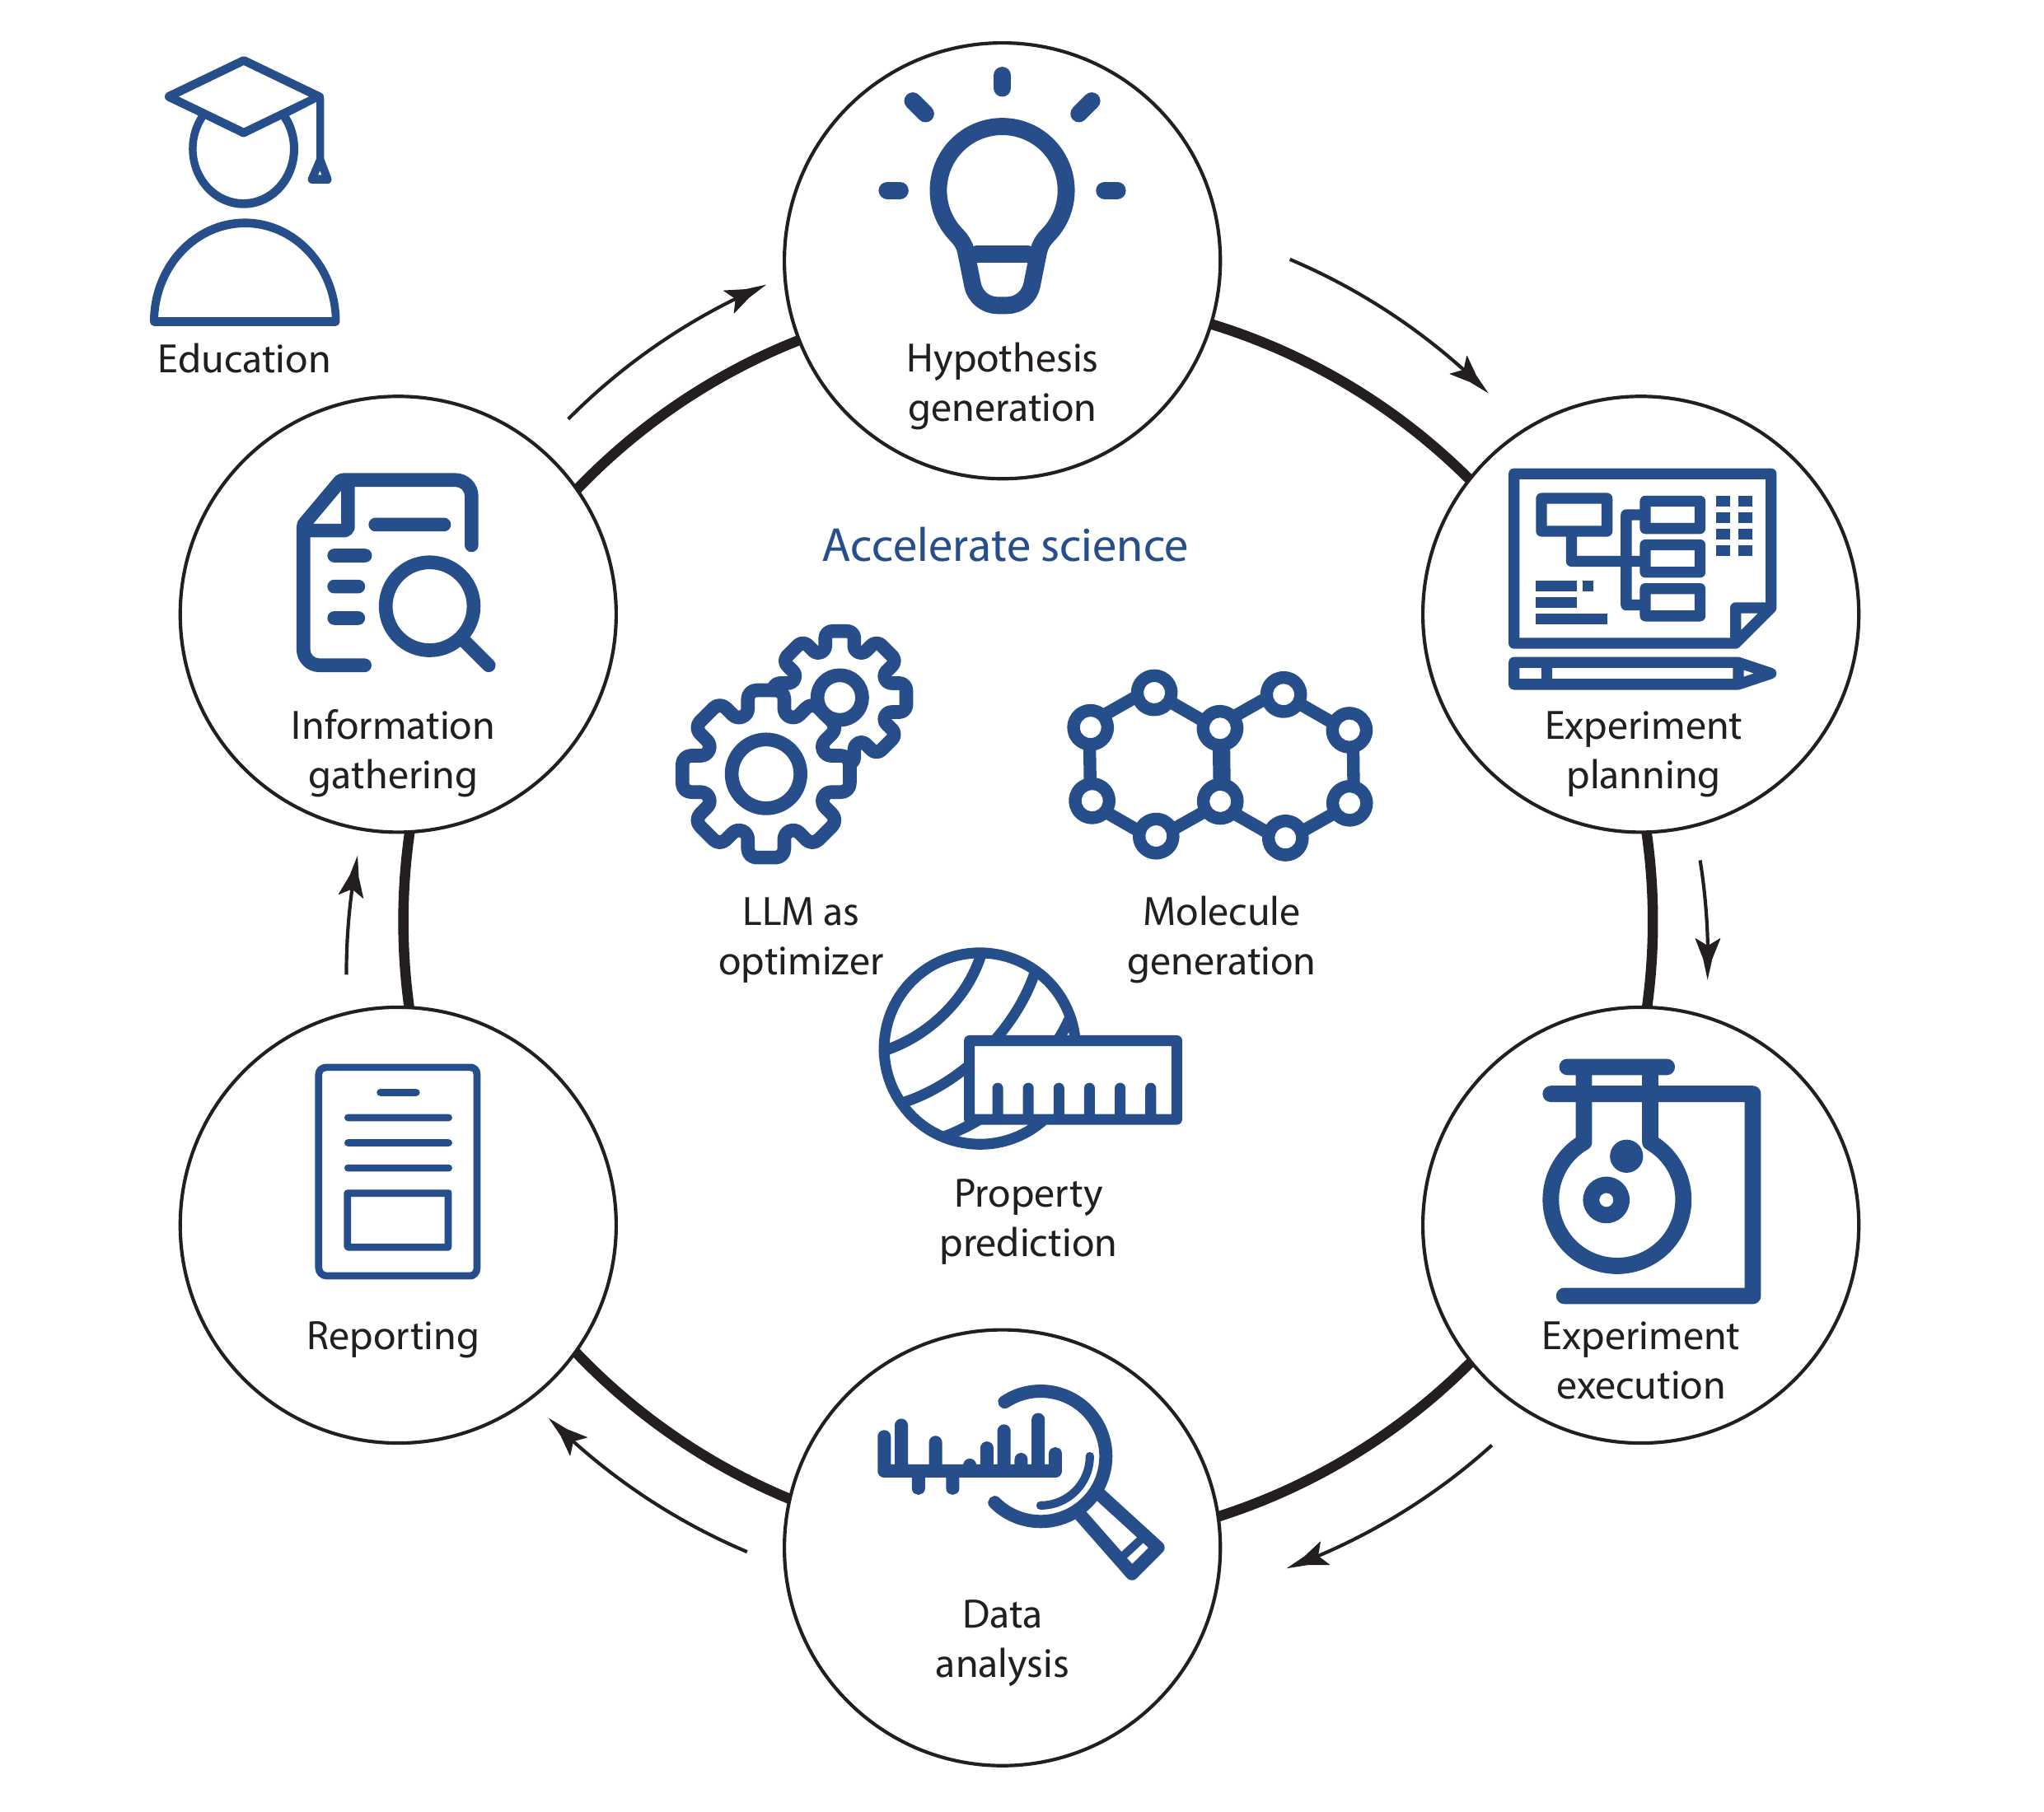 Education
Hypothesis
generation
Accelerate science
Information
gathering
Experiment
planning
LLM as
optimizer
Molecule
generation
Property
prediction
Reporting
Experiment
execution
Data
analysis